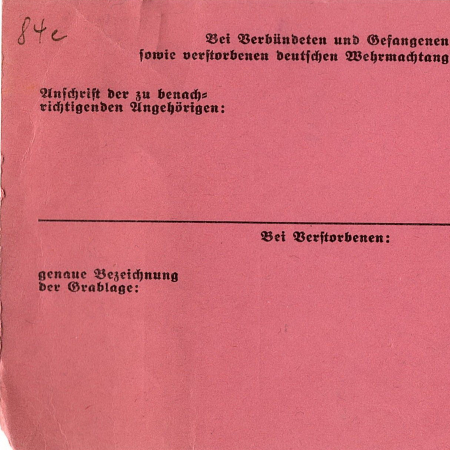 84c
Bei Verbündeten und Gefangenen
sowie verstorbenen deutschen Wehrmachtang
Anschrift der zu benach=
richtigenden Angehörigen:
Bei Verstorbenen:
genaue Bezeichnung
der Grablage: